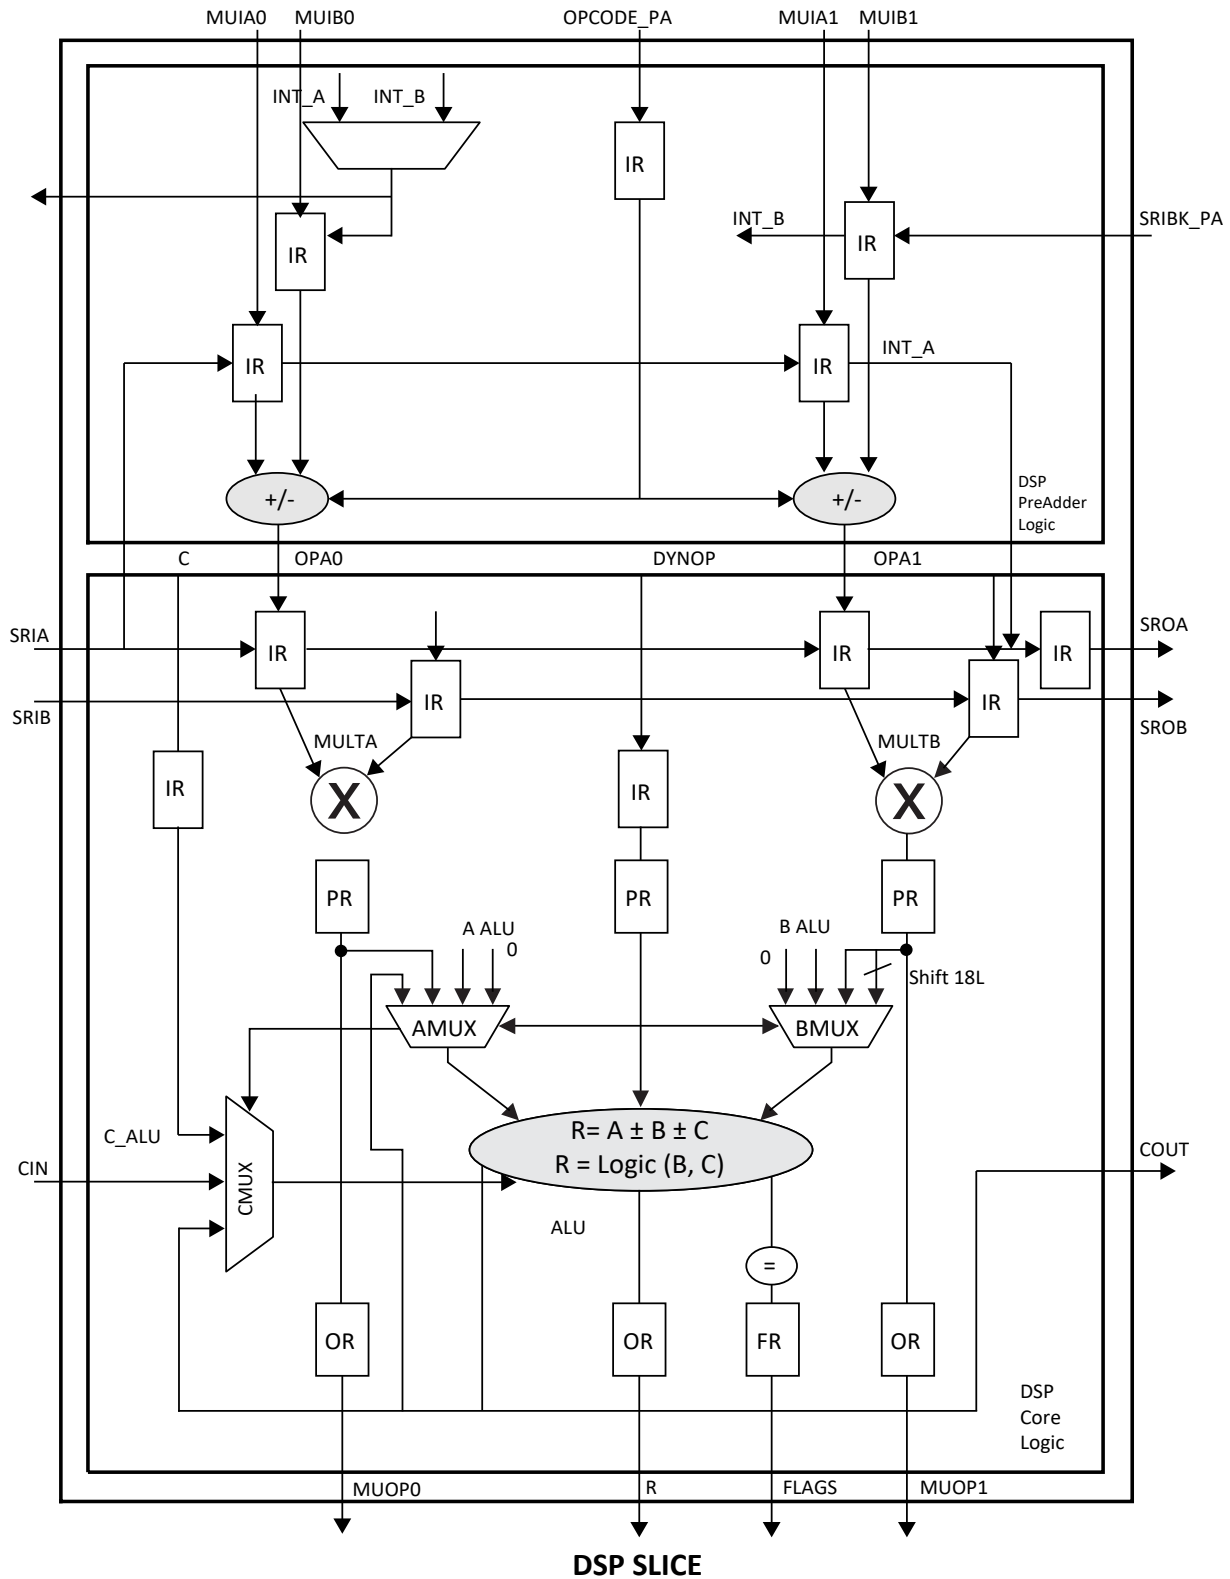 MUIA0 MUIB0 OPCODE_PA MUIA1 MUIB1
INT_A INT_B
IR
IR
INT_B IR SRIBK_PA
IR
IR IR INT_A
+/- +/-
DSP
PreAdder
Logic
C OPA0 DYNOP OPA1
SRIA IR IR IR SROA
SRIB IR IR SROB
MULTA MULTB
IR X IR X
PR PR PR
A ALU 0
B ALU 0
Shift 18L
AMUX BMUX
R= A ± B ± C
R = Logic (B, C)
C_ALU
CIN
CMUX
COUT
ALU
=
OR OR FR OR
DSP
Core
Logic
MUOP0 R FLAGS MUOP1
DSP SLICE